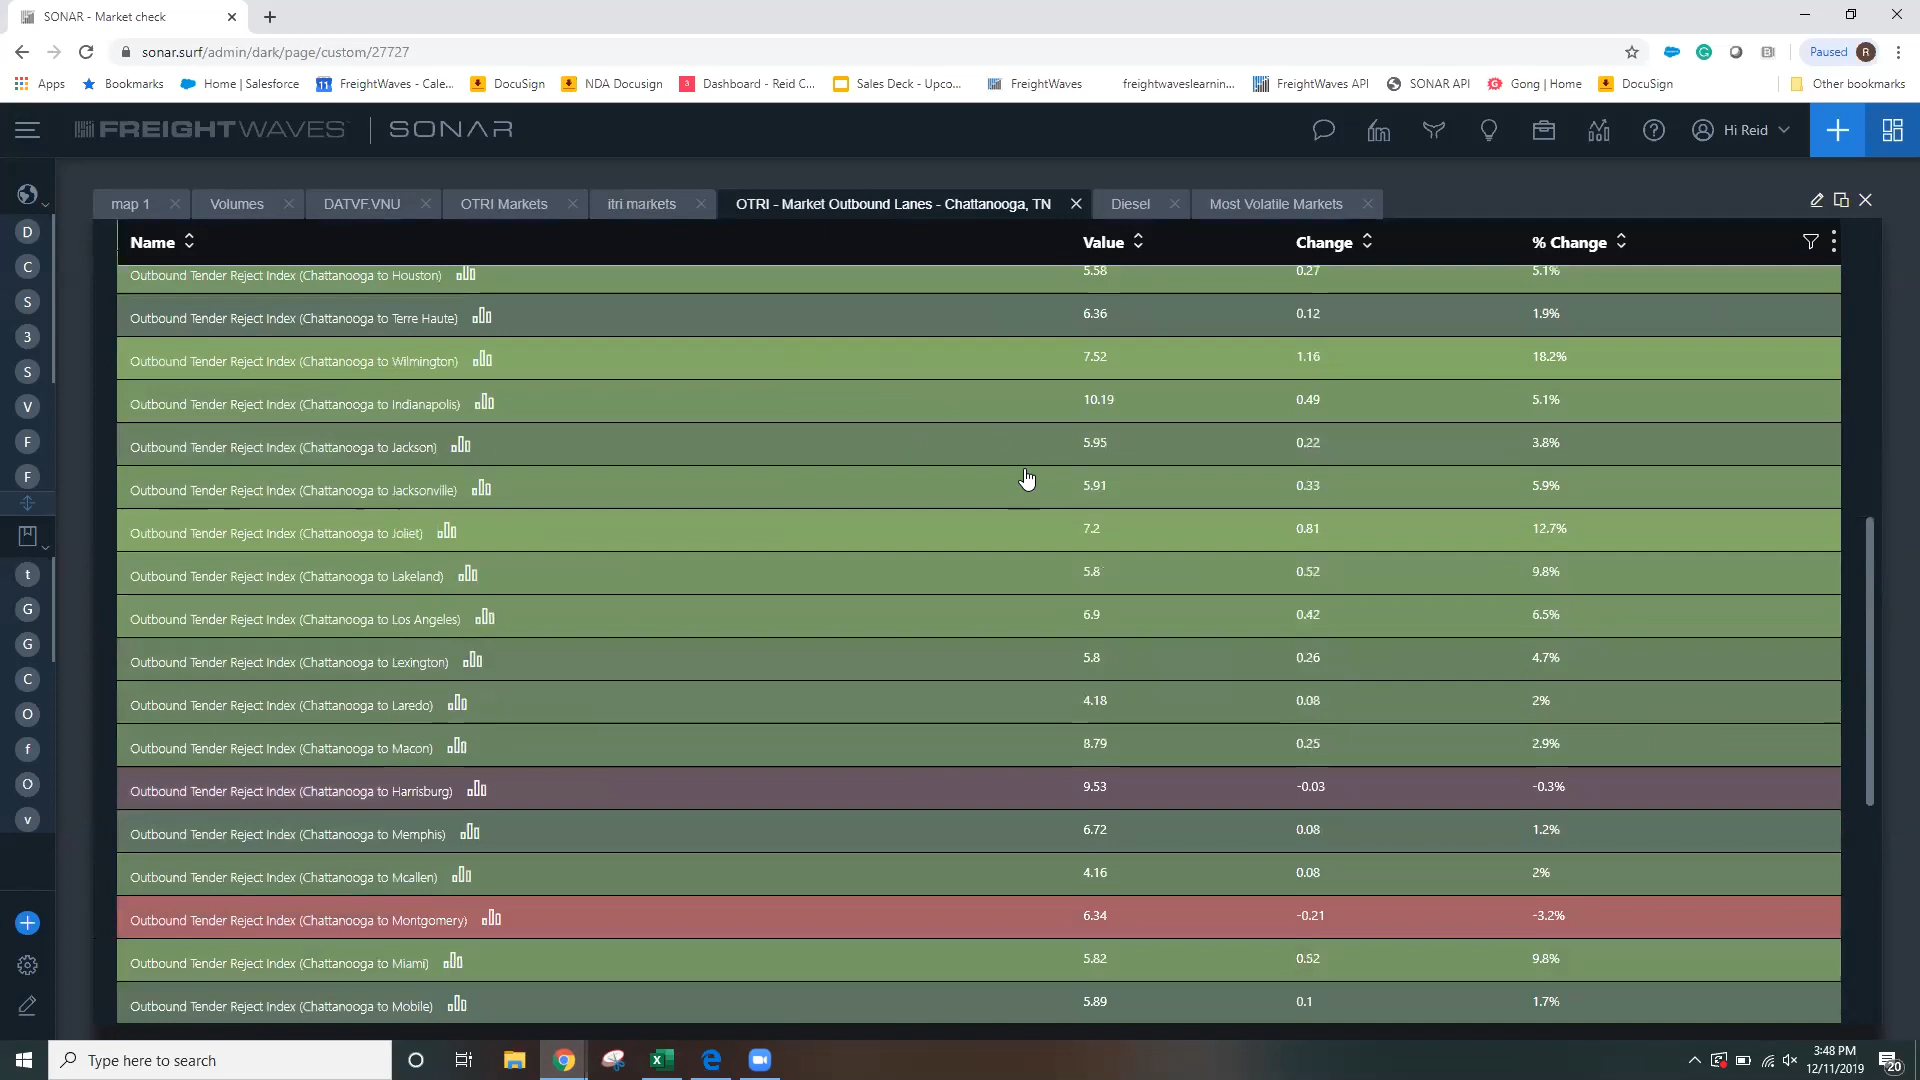 SONAR - Market check
sonar.surf/admin/dark/page/custom/27727
Paused R
Apps Bookmarks Home | Salesforce 11 FreightWaves - Cale... DocuSign NDA Docusign 3 Dashboard - Reid C... Sales Deck - Upco... FreightWaves freightwaveslearnin... FreightWaves API SONAR API Gong | Home DocuSign Other bookmarks
FREIGHTWAVES SONAR Hi Reid
map 1 Volumes DATVF.VNU OTRI Markets itri markets OTRI - Market Outbound Lanes - Chattanooga, TN Diesel Most Volatile Markets
D
C
S
3
S
V
F
F
t
G
G
C
O
f
O
v
Name Value Change % Change
Outbound Tender Reject Index (Chattanooga to Houston) 5.58 0.27 5.1%
Outbound Tender Reject Index (Chattanooga to Terre Haute) 6.36 0.12 1.9%
Outbound Tender Reject Index (Chattanooga to Wilmington) 7.52 1.16 18.2%
Outbound Tender Reject Index (Chattanooga to Indianapolis) 10.19 0.49 5.1%
Outbound Tender Reject Index (Chattanooga to Jackson) 5.95 0.22 3.8%
Outbound Tender Reject Index (Chattanooga to Jacksonville) 5.91 0.33 5.9%
Outbound Tender Reject Index (Chattanooga to Joliet) 7.2 0.81 12.7%
Outbound Tender Reject Index (Chattanooga to Lakeland) 5.8 0.52 9.8%
Outbound Tender Reject Index (Chattanooga to Los Angeles) 6.9 0.42 6.5%
Outbound Tender Reject Index (Chattanooga to Lexington) 5.8 0.26 4.7%
Outbound Tender Reject Index (Chattanooga to Laredo) 4.18 0.08 2%
Outbound Tender Reject Index (Chattanooga to Macon) 8.79 0.25 2.9%
Outbound Tender Reject Index (Chattanooga to Harrisburg) 9.53 -0.03 -0.3%
Outbound Tender Reject Index (Chattanooga to Memphis) 6.72 0.08 1.2%
Outbound Tender Reject Index (Chattanooga to Mcallen) 4.16 0.08 2%
Outbound Tender Reject Index (Chattanooga to Montgomery) 6.34 -0.21 -3.2%
Outbound Tender Reject Index (Chattanooga to Miami) 5.82 0.52 9.8%
Outbound Tender Reject Index (Chattanooga to Mobile) 5.89 0.1 1.7%
Type here to search
3:48 PM
12/11/2019
20